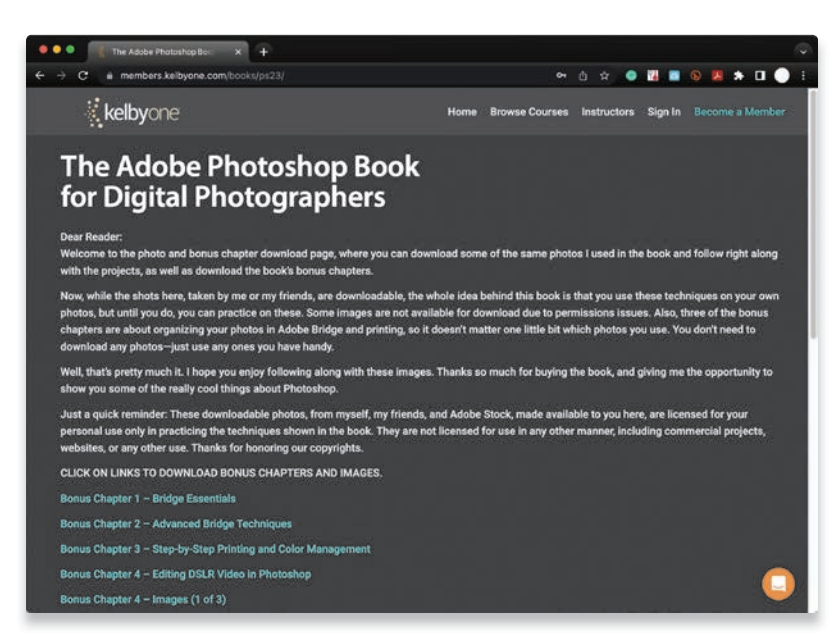 The Adobe Photoshop Boo
members.kelbyone.com/books/ps23/
kelbyone
Home Browse Courses Instructors Sign In Become a Member
The Adobe Photoshop Book
for Digital Photographers
Dear Reader:
Welcome to the photo and bonus chapter download page, where you can download some of the same photos I used in the book and follow right along
with the projects, as well as download the book's bonus chapters.
Now, while the shots here, taken by me or my friends, are downloadable, the whole idea behind this book is that you use these techniques on your own
photos, but until you do, you can practice on these. Some images are not available for download due to permissions issues. Also, three of the bonus
chapters are about organizing your photos in Adobe Bridge and printing, so it doesn't matter one little bit which photos you use. You don't need to
download any photos—just use any ones you have handy.
Well, that's pretty much it. I hope you enjoy following along with these images. Thanks so much for buying the book, and giving me the opportunity to
show you some of the really cool things about Photoshop.
Just a quick reminder: These downloadable photos, from myself, my friends, and Adobe Stock, made available to you here, are licensed for your
personal use only in practicing the techniques shown in the book. They are not licensed for use in any other manner, including commercial projects,
websites, or any other use. Thanks for honoring our copyrights.
CLICK ON LINKS TO DOWNLOAD BONUS CHAPTERS AND IMAGES.
Bonus Chapter 1 – Bridge Essentials
Bonus Chapter 2 – Advanced Bridge Techniques
Bonus Chapter 3 – Step-by-Step Printing and Color Management
Bonus Chapter 4 – Editing DSLR Video in Photoshop
Bonus Chapter 4 – Images (1 of 3)